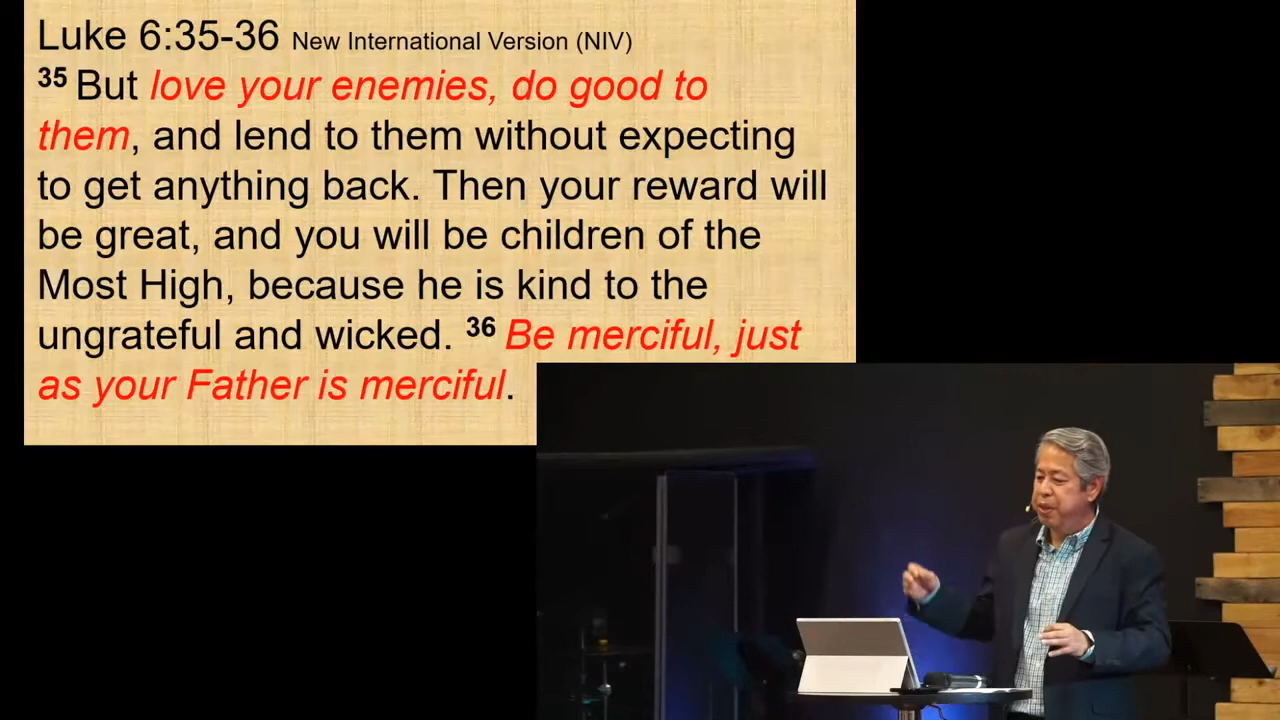 Luke 6:35-36 New International Version (NIV)
35 But love your enemies, do good to
them, and lend to them without expecting
to get anything back. Then your reward will
be great, and you will be children of the
Most High, because he is kind to the
ungrateful and wicked. 36 Be merciful, just
as your Father is merciful.